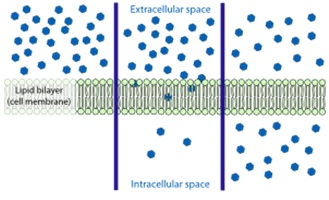 Extracellular space
Lipid bilayer
(cell membrane)
Intracellular space